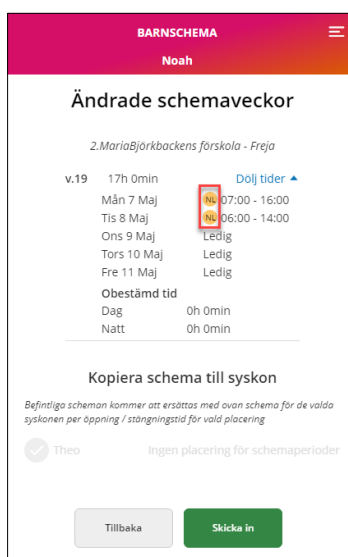 BARNSCHEMA
Noah
Ändrade schemaveckor
2.MariaBjörkbackens förskola - Freja
v.19 17h 0min Dölj tider
Mån 7 Maj NL 07:00 - 16:00
Tis 8 Maj NL 06:00 - 14:00
Ons 9 Maj Ledig
Tors 10 Maj Ledig
Fre 11 Maj Ledig
Obestämd tid
Dag 0h 0min
Natt 0h 0min
Kopiera schema till syskon
Befintliga scheman kommer att ersättas med ovan schema för de valda
syskonen per öppning / stängningstid för vald placering
Theo Ingen placering för schemaperioder
Tillbaka Skicka in